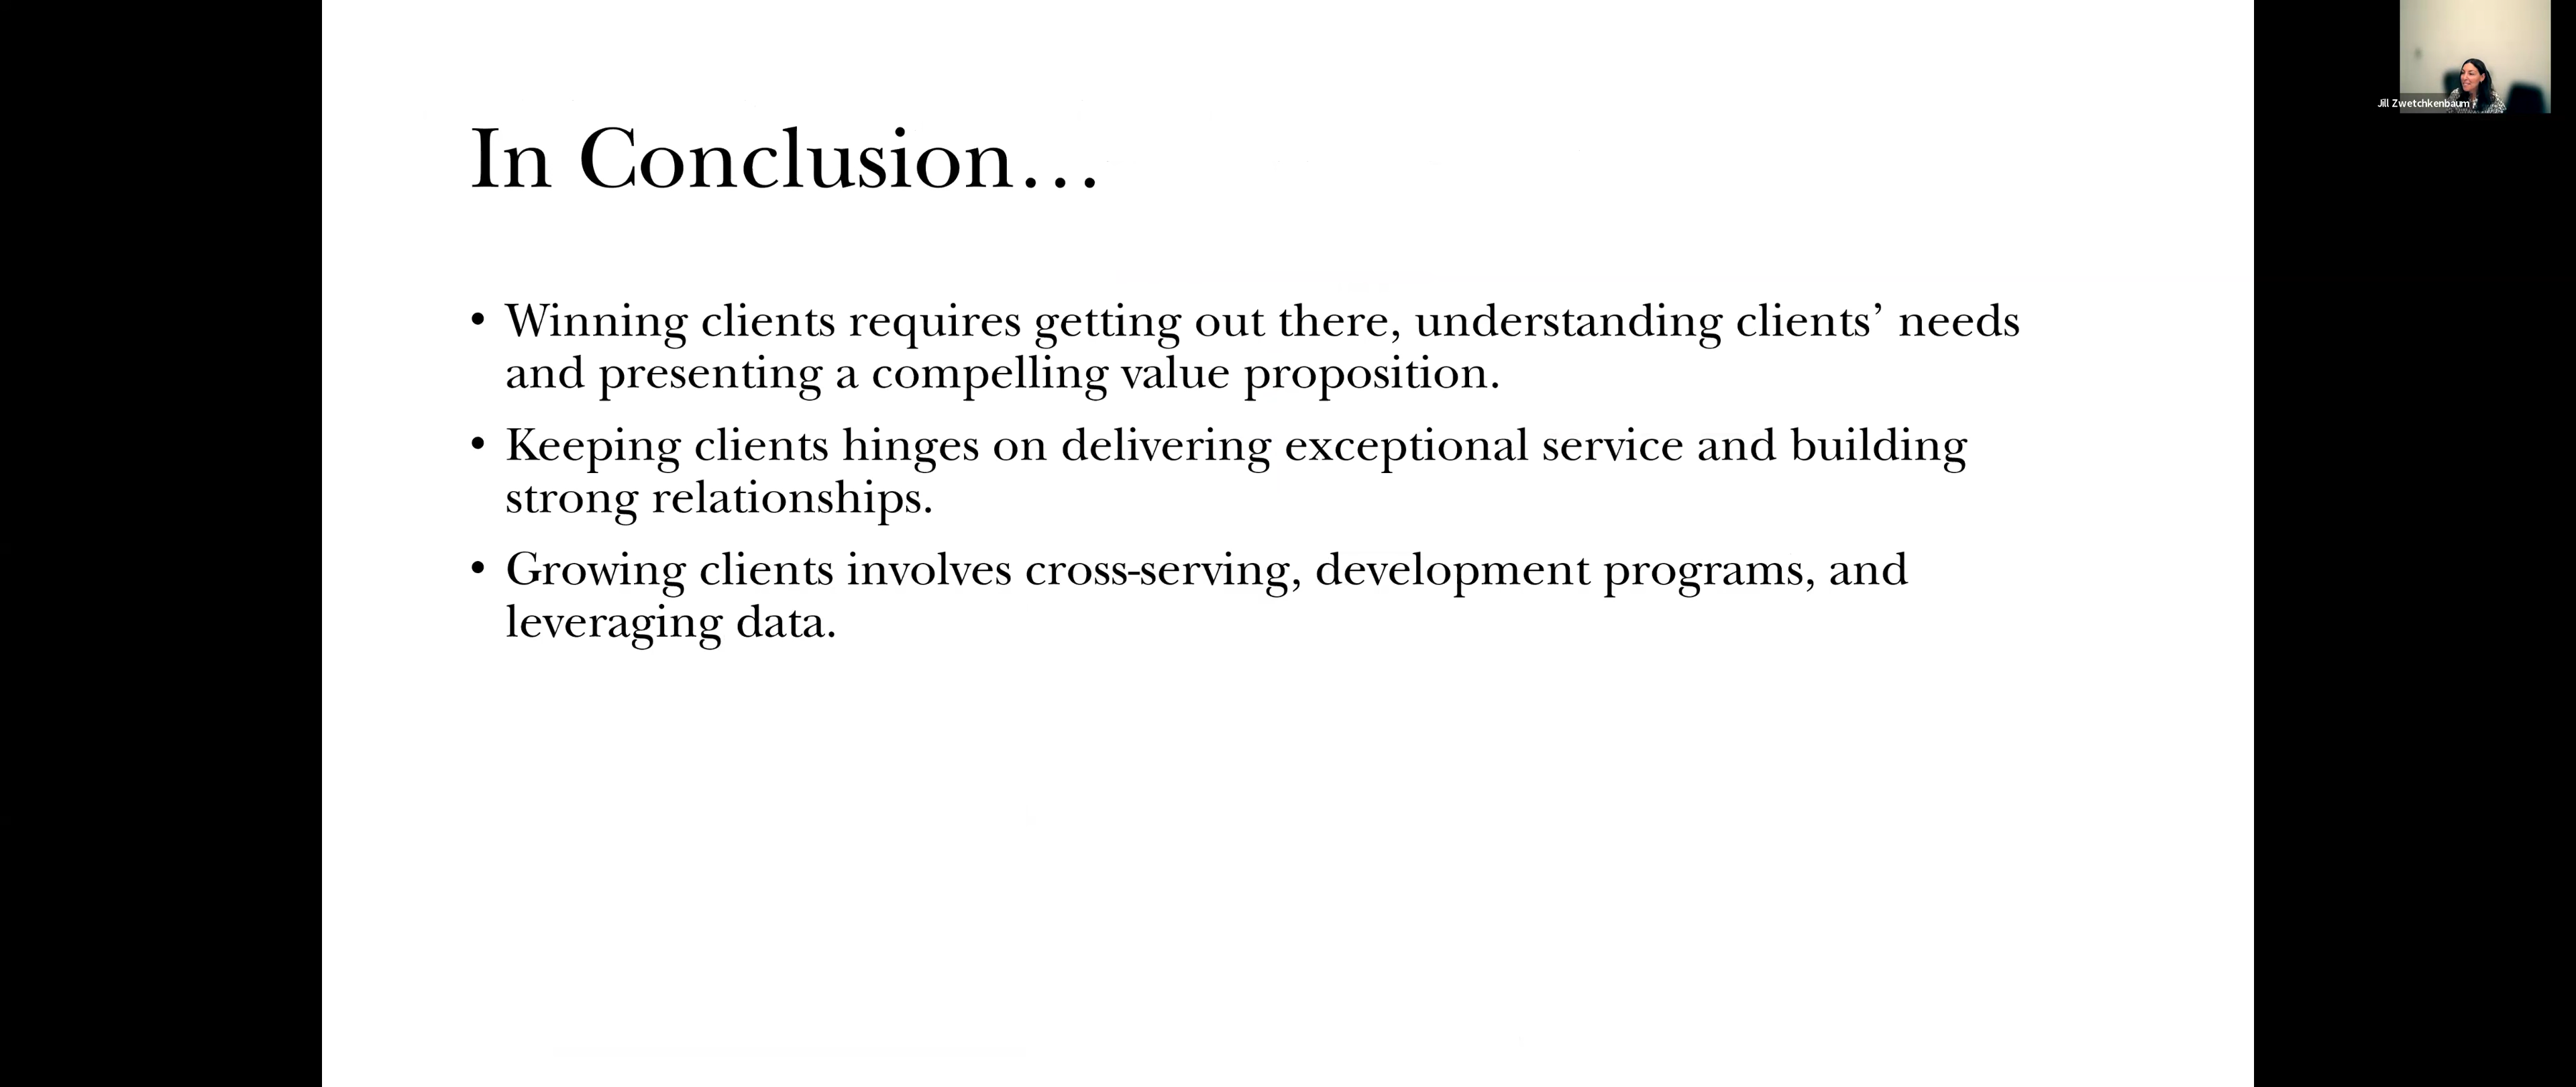 In Conclusion…
• Winning clients requires getting out there, understanding clients’ needs
and presenting a compelling value proposition.
• Keeping clients hinges on delivering exceptional service and building
strong relationships.
• Growing clients involves cross-serving, development programs, and
leveraging data.
Jill Zwetchkenbaum